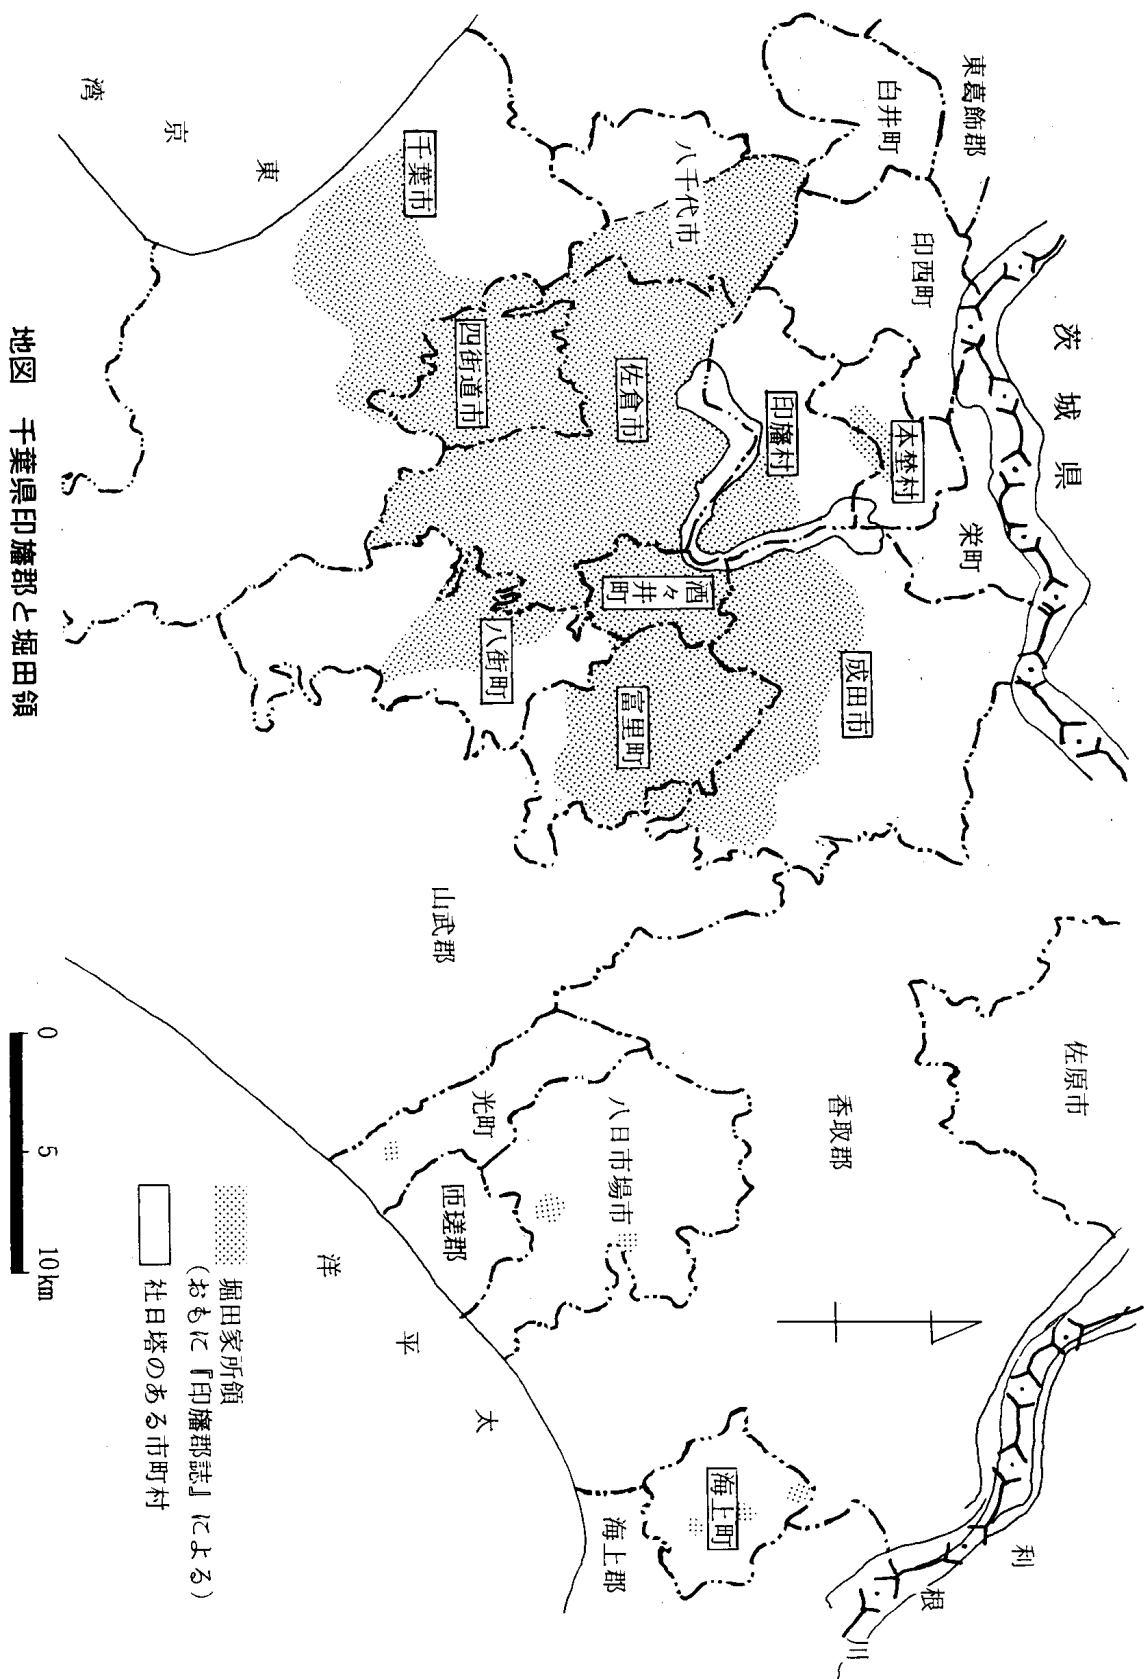 東葛飾郡
白井町
印西町
茨城県
本埜村
印旛村
栄町
八千代市
千葉市
四街道市
佐倉市
酒々井町
八街町
富里町
成田市
東京湾
山武郡
佐原市
香取郡
光町
八日市場市
匝瑳郡
海上町
海上郡
利根川
太平洋
0 5 10km
堀田家所領
(おもに『印旛郡誌』による)
社日塔のある市町村
地図 千葉県印旛郡と堀田領